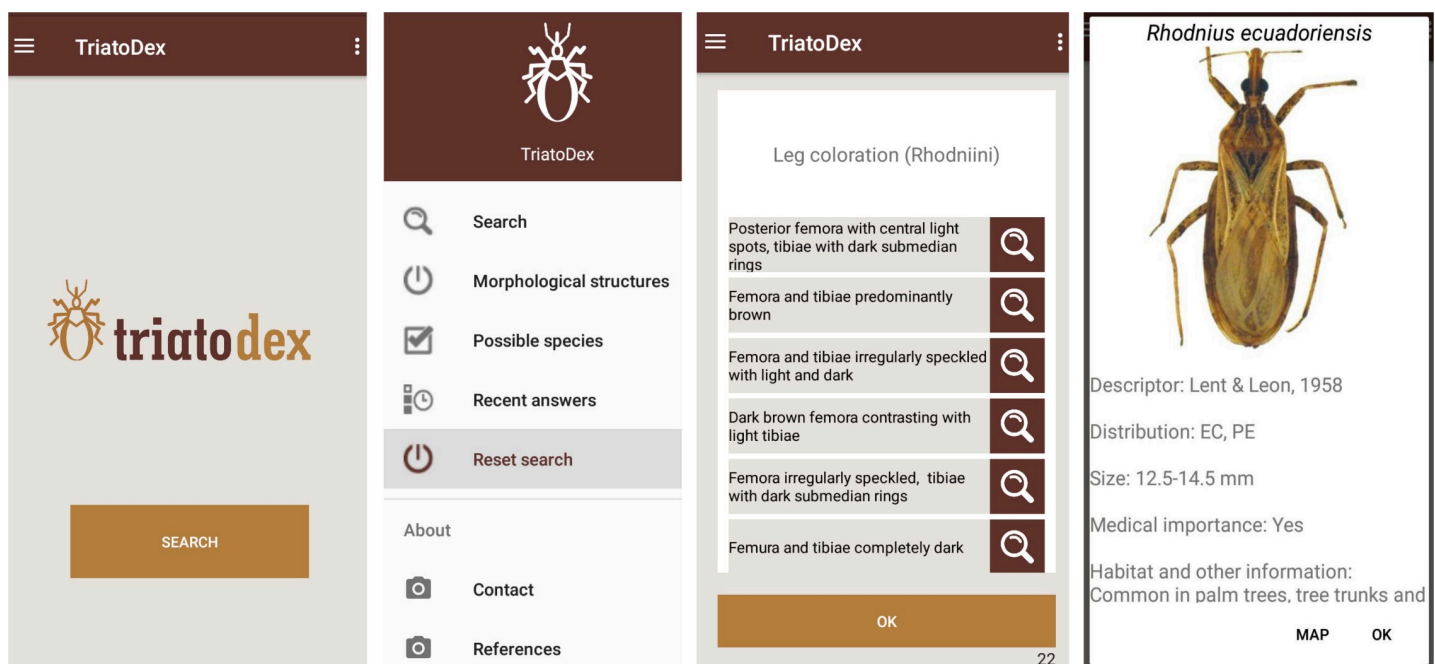 TriatoDex
triatodex
SEARCH
TriatoDex
Search
Morphological structures
Possible species
Recent answers
Reset search
About
Contact
References
TriatoDex
Leg coloration (Rhodniini)
Posterior femora with central light
spots, tibiae with dark submedian
rings
Femora and tibiae predominantly
brown
Femora and tibiae irregularly speckled
with light and dark
Dark brown femora contrasting with
light tibiae
Femora irregularly speckled, tibiae
with dark submedian rings
Femura and tibiae completely dark
OK
22
Rhodnius ecuadoriensis
Descriptor: Lent & Leon, 1958
Distribution: EC, PE
Size: 12.5-14.5 mm
Medical importance: Yes
Habitat and other information:
Common in palm trees, tree trunks and
MAP OK